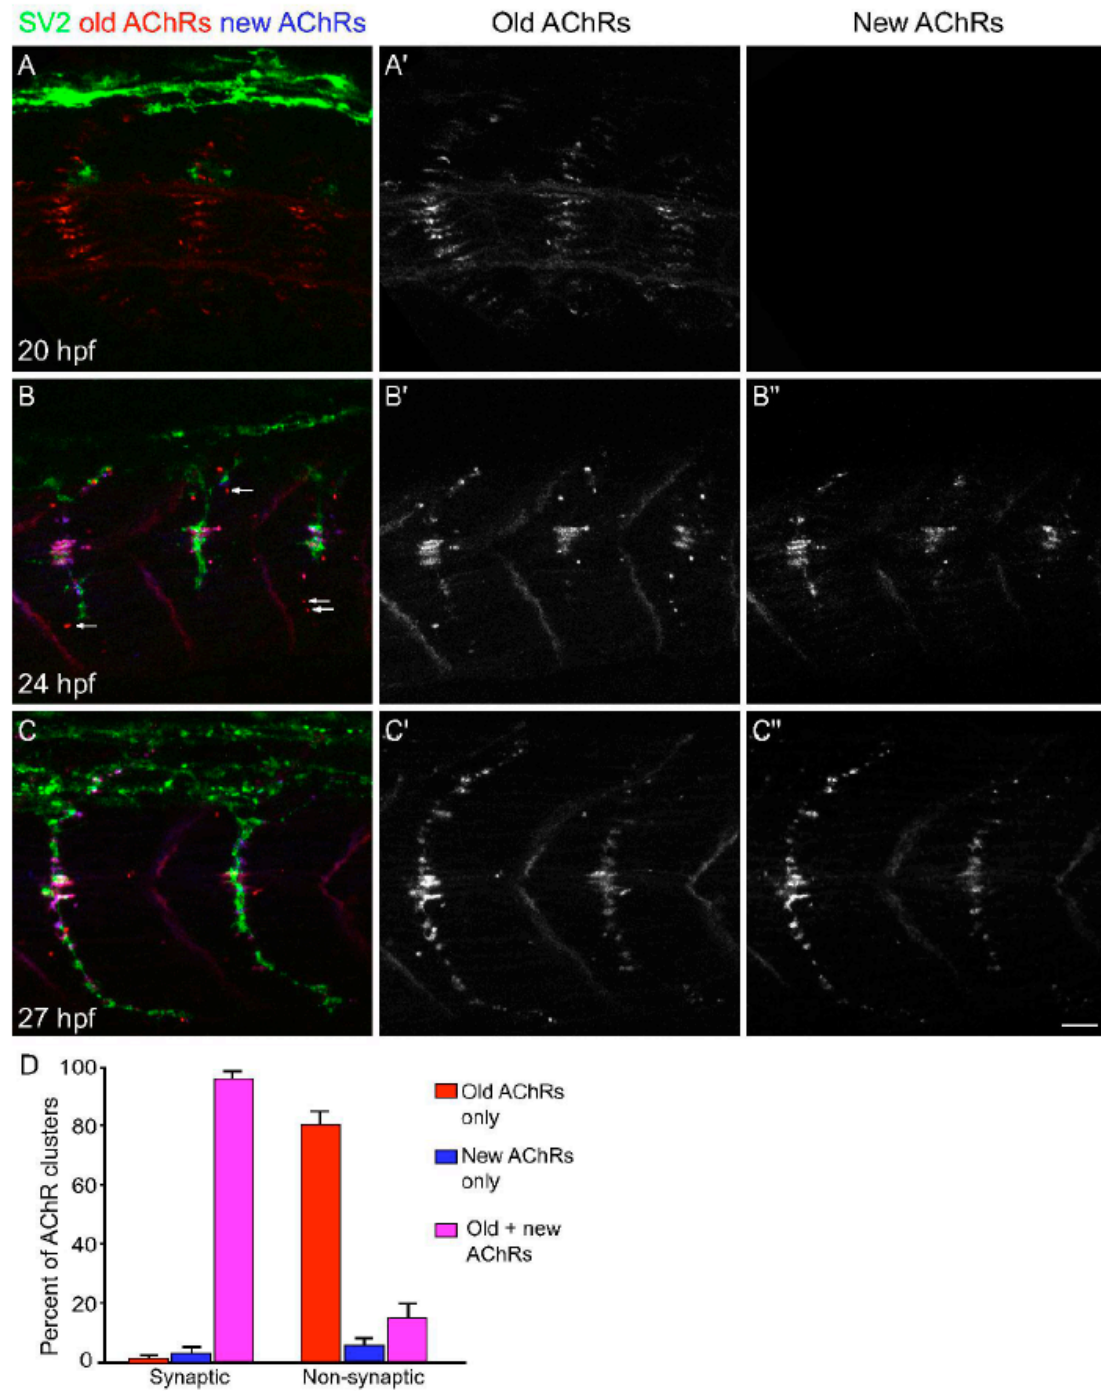 SV2 old AChRs new AChRs
Old AChRs
New AChRs
A
A'
20 hpf
B
B'
B"
24 hpf
C
C'
C"
27 hpf
D
Percent of AChR clusters
100
80
60
40
20
0
Synaptic
Non-synaptic
Old AChRs
only
New AChRs
only
Old + new
AChRs